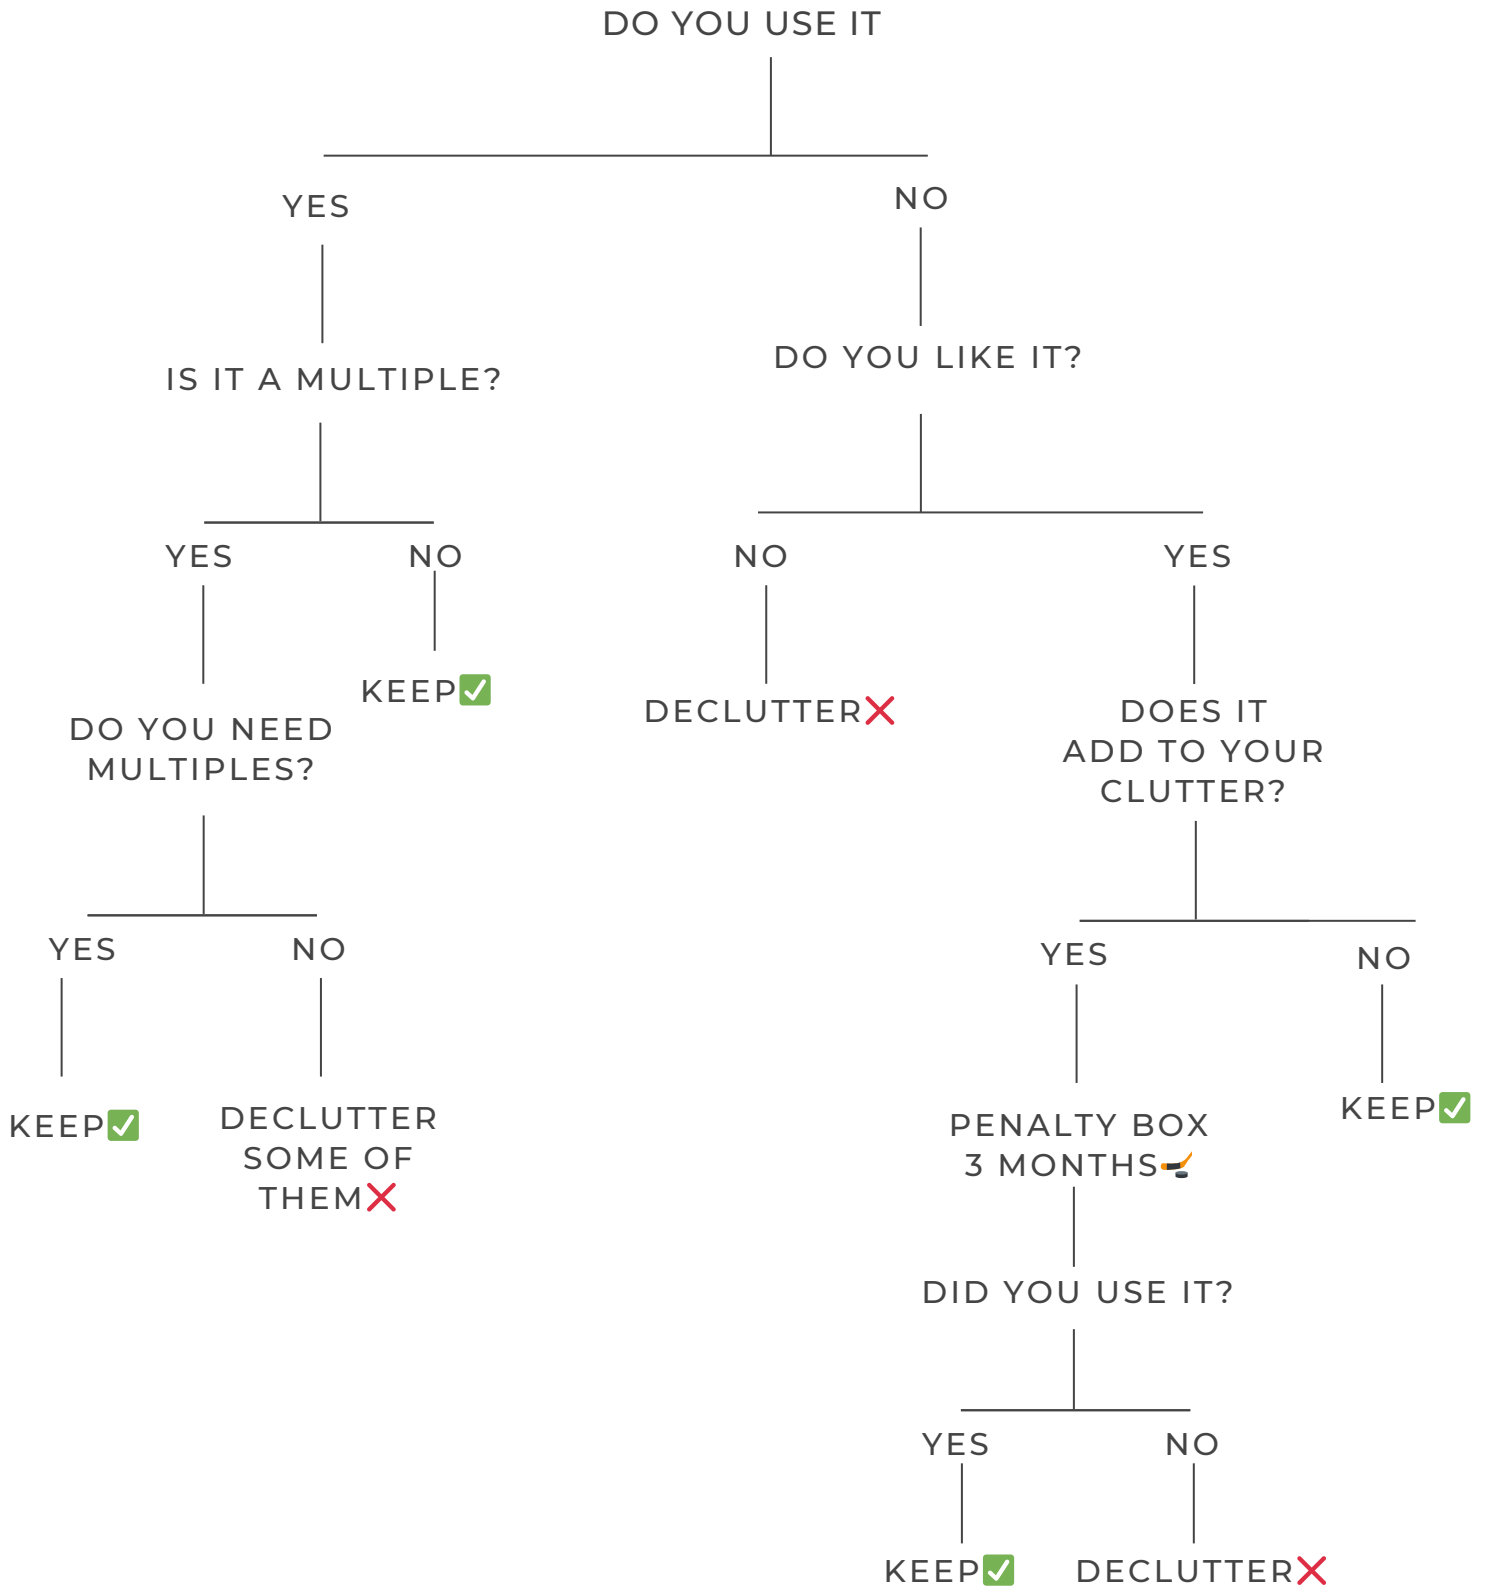 DO YOU USE IT
YES
NO
IS IT A MULTIPLE?
DO YOU LIKE IT?
YES
NO
NO
YES
KEEP✅
DO YOU NEED
MULTIPLES?
DECLUTTER❌
DOES IT
ADD TO YOUR
CLUTTER?
YES
NO
YES
NO
KEEP✅
DECLUTTER
SOME OF
THEM❌
PENALTY BOX
3 MONTHS🏒
KEEP✅
DID YOU USE IT?
YES
NO
KEEP✅
DECLUTTER❌